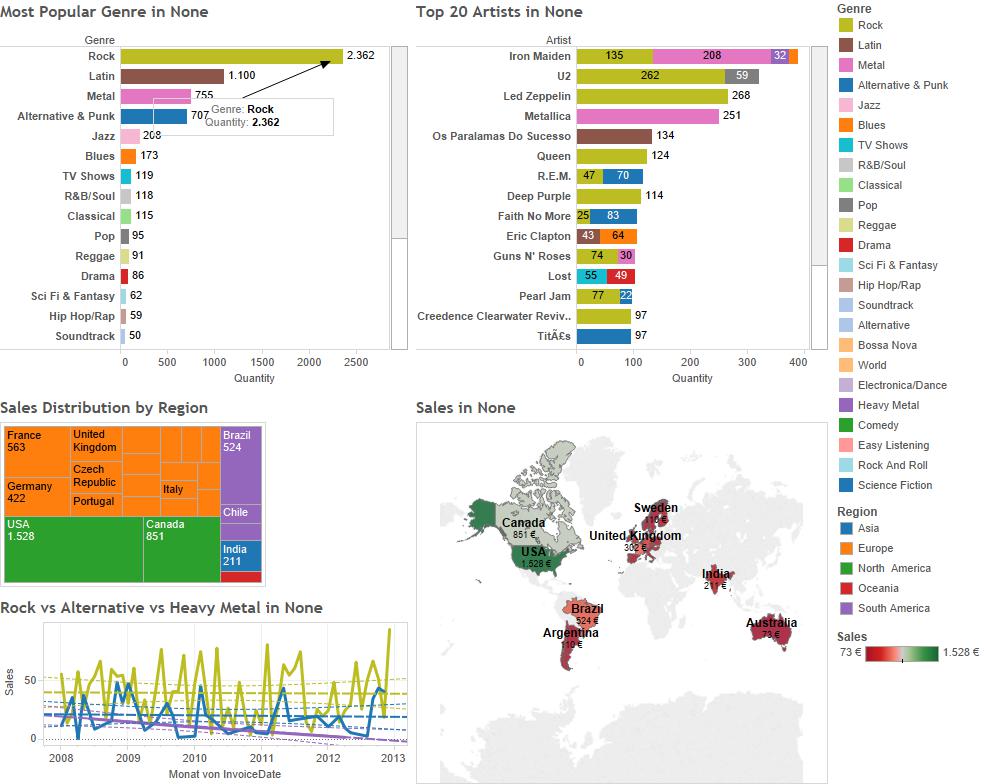 Most Popular Genre in None
Genre
Rock 2.362
Latin 1.100
Metal 755
Alternative & Punk 707
Jazz 208
Blues 173
TV Shows 119
R&B/Soul 118
Classical 115
Pop 95
Reggae 91
Drama 86
Sci Fi & Fantasy 62
Hip Hop/Rap 59
Soundtrack 50
Genre: Rock
Quantity: 2.362
0 500 1000 1500 2000 2500
Quantity
Top 20 Artists in None
Artist
Iron Maiden 135 208 32
U2 262 59
Led Zeppelin 268
Metallica 251
Os Paralamas Do Sucesso 134
Queen 124
R.E.M. 47 70
Deep Purple 114
Faith No More 25 83
Eric Clapton 43 64
Guns N' Roses 74 30
Lost 55 49
Pearl Jam 77 22
Creedence Clearwater Reviv.. 97
TitÃ£s 97
0 100 200 300 400
Quantity
Genre
Rock
Latin
Metal
Alternative & Punk
Jazz
Blues
TV Shows
R&B/Soul
Classical
Pop
Reggae
Drama
Sci Fi & Fantasy
Hip Hop/Rap
Soundtrack
Alternative
Bossa Nova
World
Electronica/Dance
Heavy Metal
Comedy
Easy Listening
Rock And Roll
Science Fiction
Region
Asia
Europe
North America
Oceania
South America
Sales
73 € 1.528 €
Sales Distribution by Region
France
563
Germany
422
United
Kingdom
Czech
Republic
Portugal
Italy
Brazil
524
Chile
India
211
USA
1.528
Canada
851
Sales in None
Canada
851 €
USA
1.528 €
Sweden
United Kingdom
302 €
India
211 €
Brazil
524 €
Argentina
110 €
Australia
73 €
Rock vs Alternative vs Heavy Metal in None
Sales
50
0
2008 2009 2010 2011 2012 2013
Monat von InvoiceDate